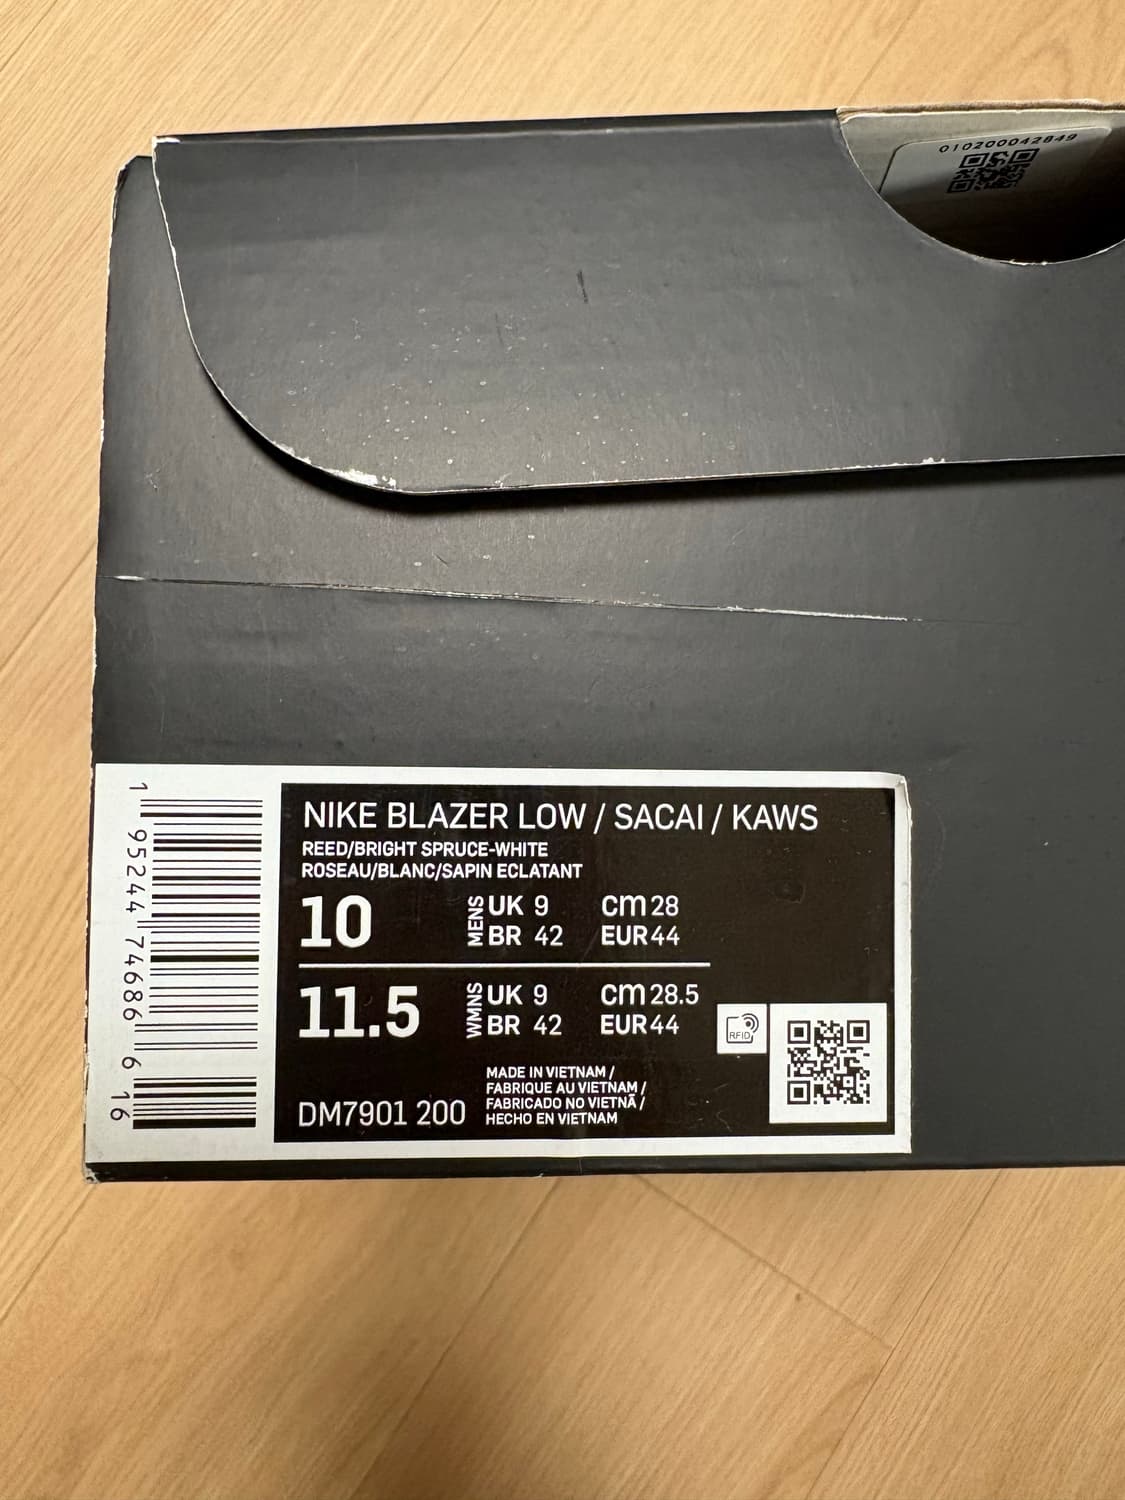 010200042849
NIKE BLAZER LOW / SACAI / KAWS
REED/BRIGHT SPRUCE-WHITE
ROSEAU/BLANC/SAPIN ECLATANT
10 MENS UK 9 CM 28
BR 42 EUR 44
11.5 WMNS UK 9 CM 28.5
BR 42 EUR 44
RFID
DM7901 200
MADE IN VIETNAM /
FABRIQUE AU VIETNAM /
FABRICADO NO VIETNÃ /
HECHO EN VIETNAM
1 95244 74686 6 16